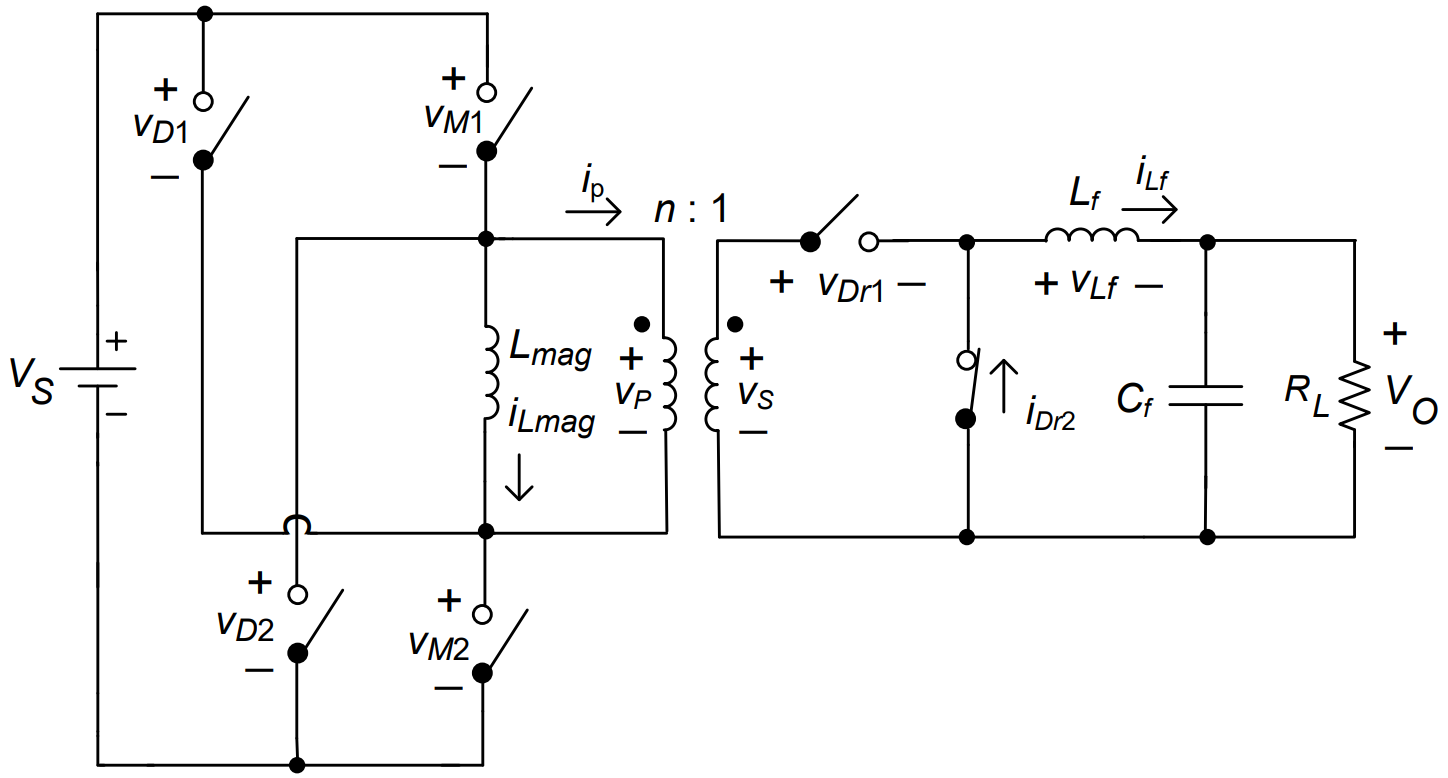 +
vD1
–
+
vM1
–
ip
n : 1
iLf
Lf
+ vDr1 –
+ vLf –
VS
+
–
Lmag
iLmag
+
vP
–
+
vS
–
iDr2
Cf
RL
+
VO
–
+
vD2
–
+
vM2
–